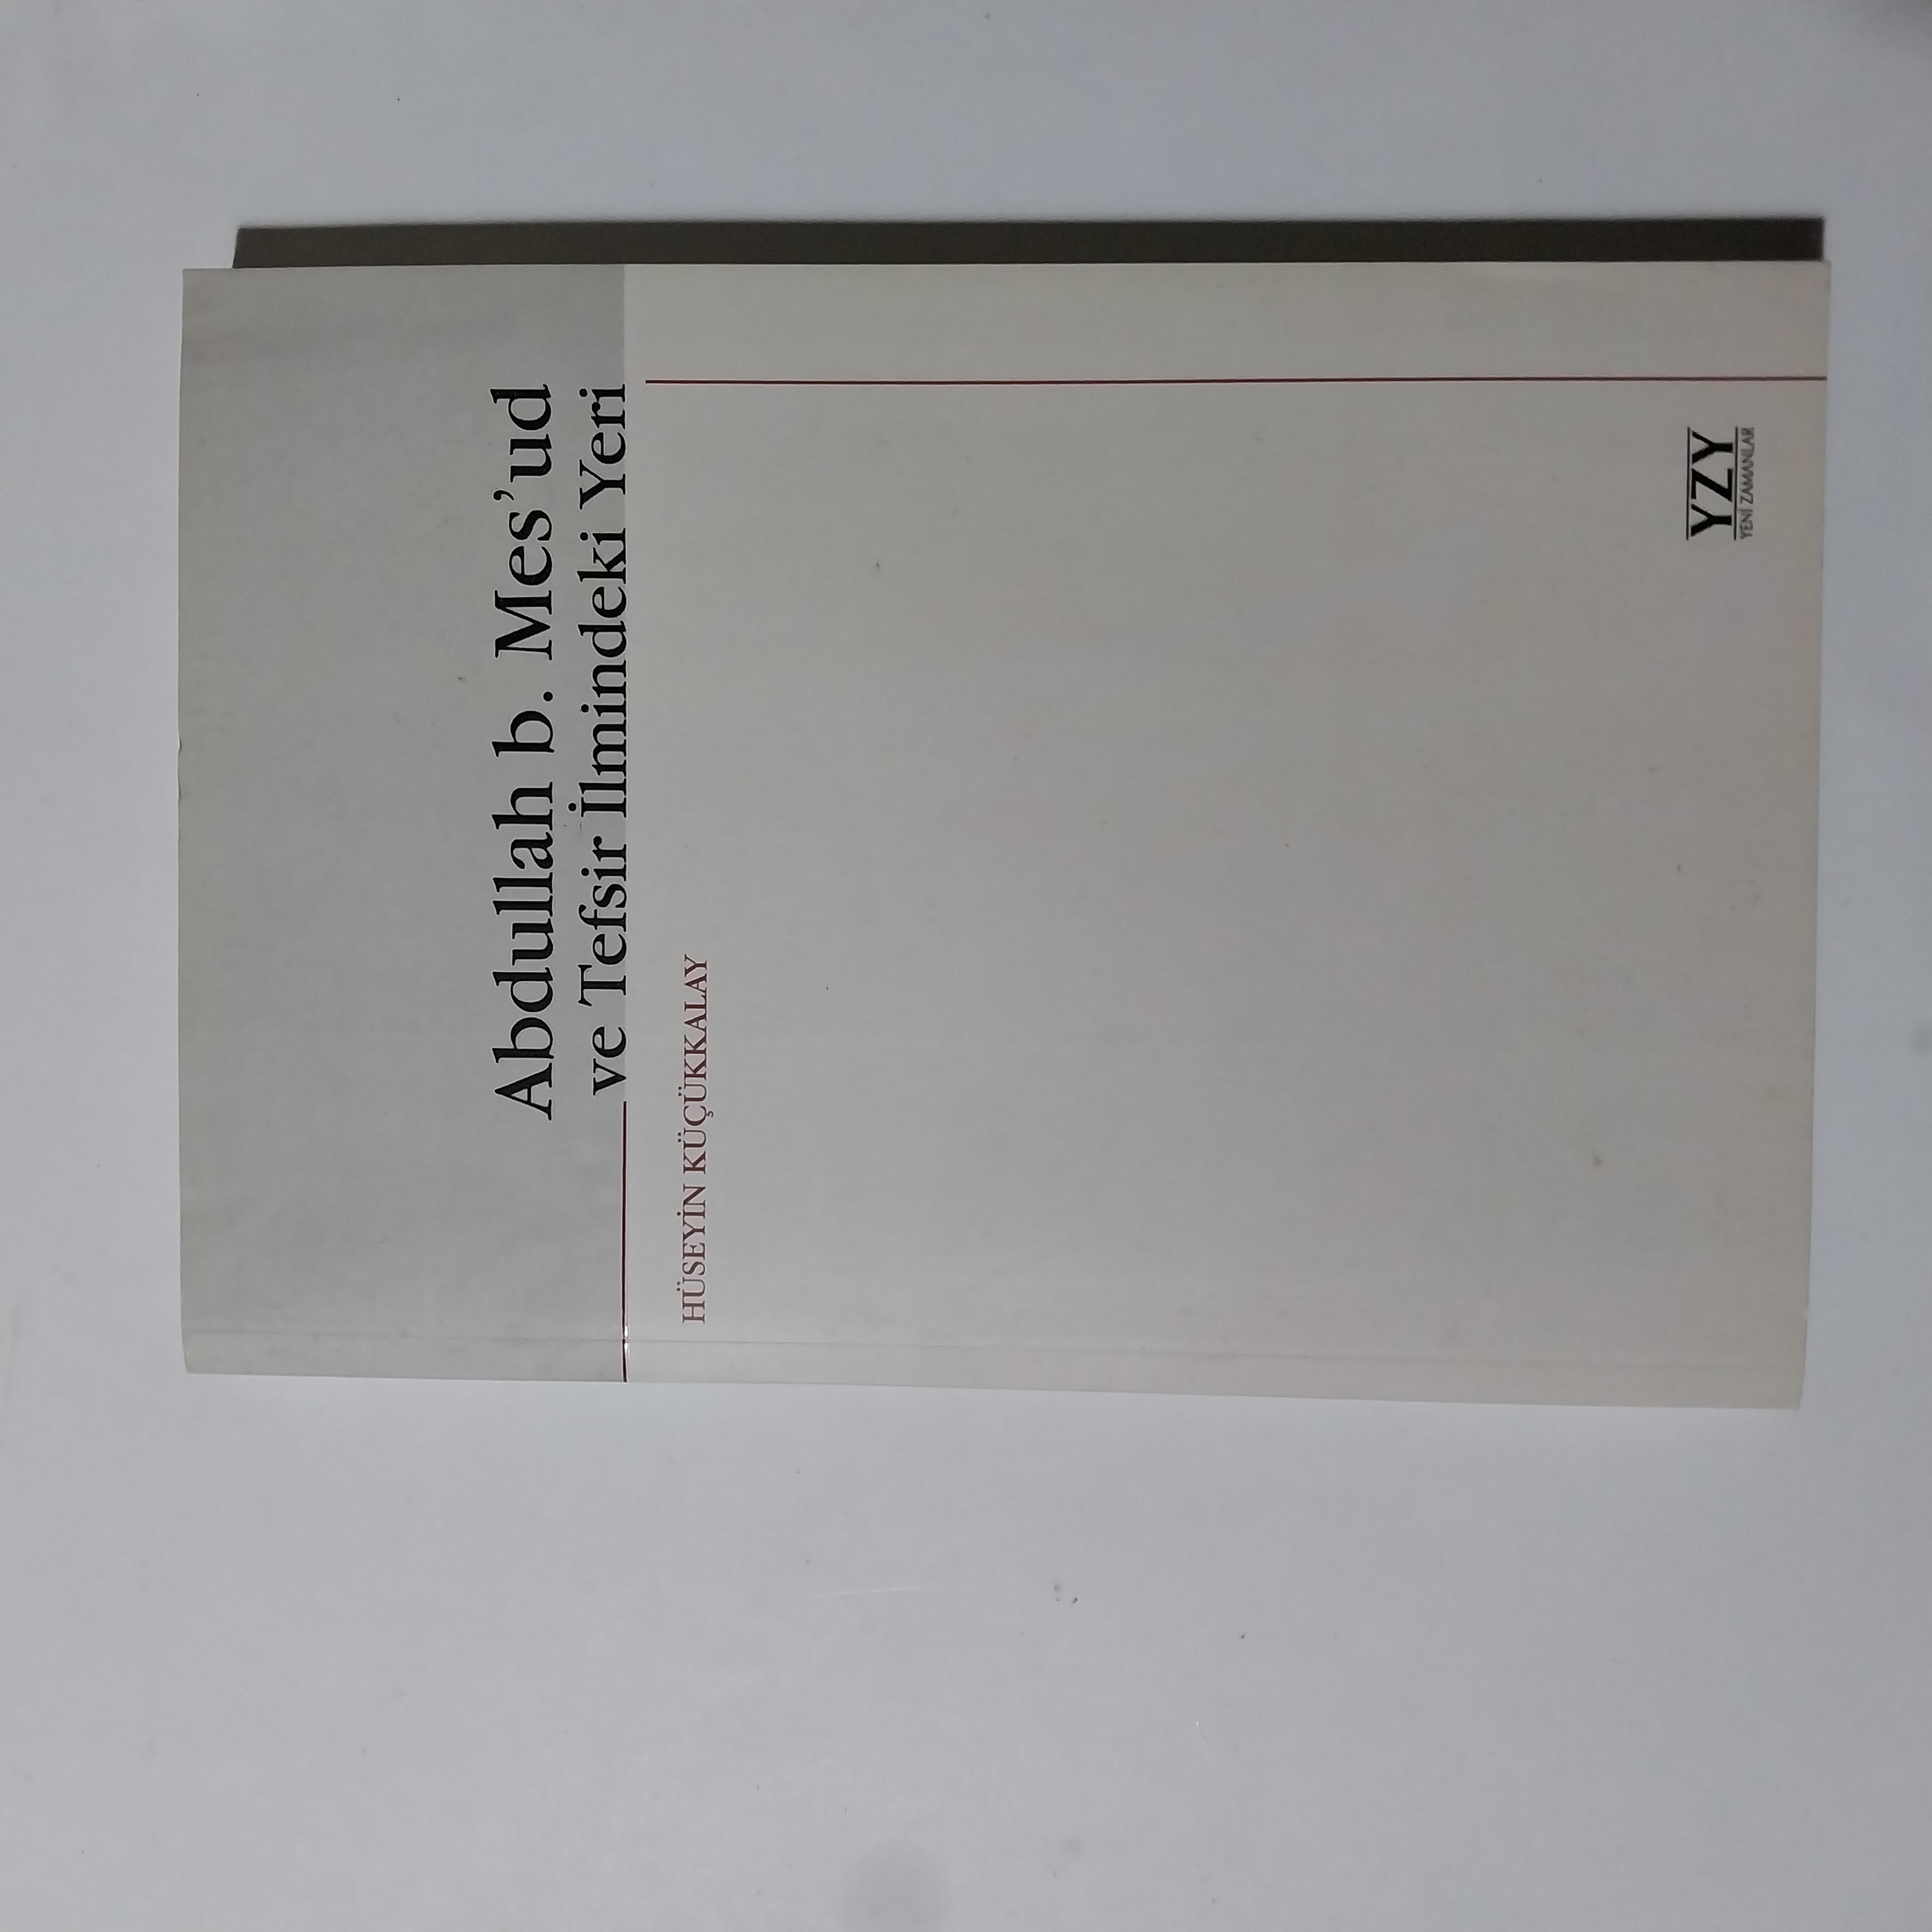 Abdullah b. Mes'ud
ve Tefsir İlmindeki Yeri
HÜSEYİN KÜÇÜKKALAY
YZY
YENİ ZAMANLAR